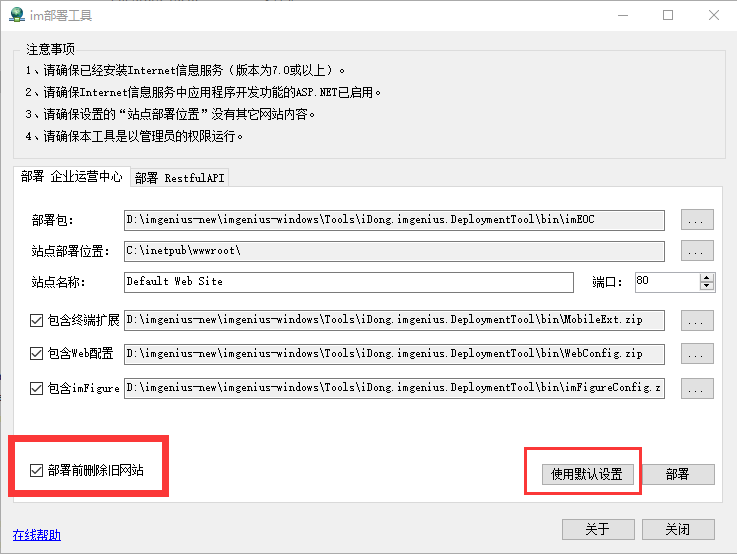 im部署工具
注意事项
1、请确保已经安装Internet信息服务（版本为7.0或以上）。
2、请确保Internet信息服务中应用程序开发功能的ASP.NET已启用。
3、请确保设置的“站点部署位置”没有其它网站内容。
4、请确保本工具是以管理员的权限运行。
部署 企业运营中心 部署 RestfulAPI
部署包： D:\imgenius-new\imgenius-windows\Tools\iDong.imgenius.DeploymentTool\bin\imEOC ...
站点部署位置： C:\inetpub\wwwroot\ ...
站点名称： Default Web Site 端口： 80
包含终端扩展 D:\imgenius-new\imgenius-windows\Tools\iDong.imgenius.DeploymentTool\bin\MobileExt.zip ...
包含Web配置 D:\imgenius-new\imgenius-windows\Tools\iDong.imgenius.DeploymentTool\bin\WebConfig.zip ...
包含imFigure D:\imgenius-new\imgenius-windows\Tools\iDong.imgenius.DeploymentTool\bin\imFigureConfig.z ...
部署前删除旧网站 使用默认设置 部署
在线帮助 关于 关闭